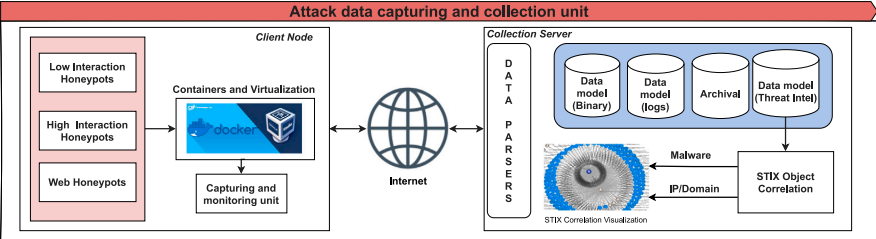 Attack data capturing and collection unit
Client Node
Low Interaction
Honeypots
High Interaction
Honeypots
Web Honeypots
Containers and Virtualization
docker
Capturing and
monitoring unit
Internet
Collection Server
DATA PARSERS
Data
model
(Binary)
Data
model
(logs)
Archival
Data model
(Threat Intel)
Malware
IP/Domain
STIX Object
Correlation
STIX Correlation Visualization